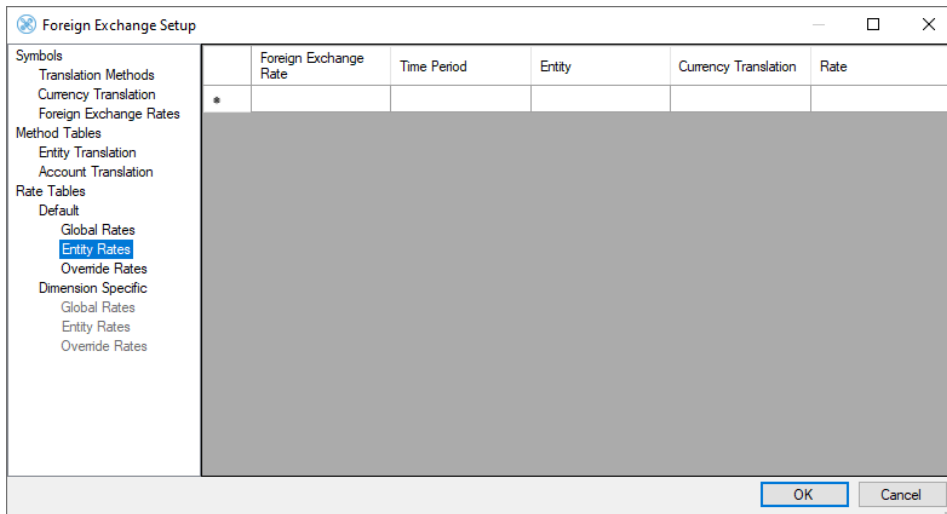 Foreign Exchange Setup
Symbols
Translation Methods
Currency Translation
Foreign Exchange Rates
Method Tables
Entity Translation
Account Translation
Rate Tables
Default
Global Rates
Entity Rates
Override Rates
Dimension Specific
Global Rates
Entity Rates
Override Rates
Foreign Exchange
Rate
Time Period
Entity
Currency Translation
Rate
*
OK
Cancel